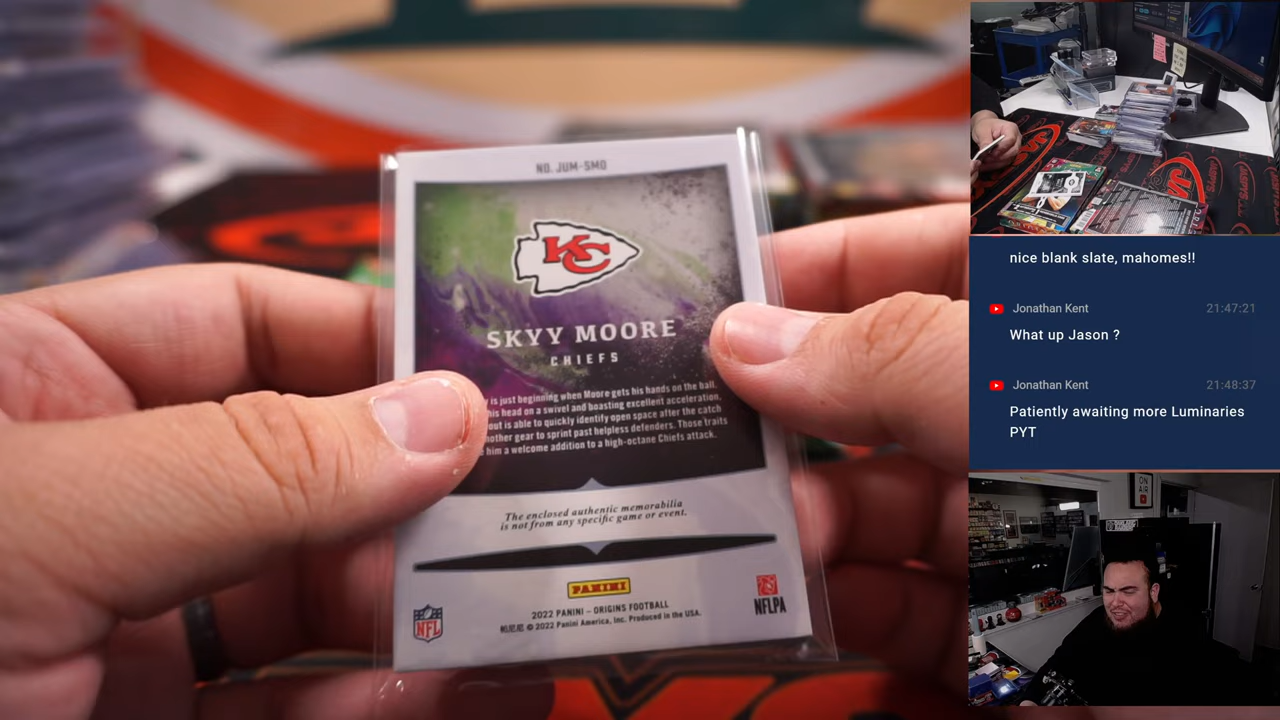 NO. JUM-SMO
KC
SKYY MOORE
CHIEFS
is just beginning when Moore gets his hands on the ball.
his head on a swivel and boasting excellent acceleration,
out is able to quickly identify open space after the catch
nother gear to sprint past helpless defenders. Those traits
him a welcome addition to a high-octane Chiefs attack.
The enclosed authentic memorabilia
is not from any specific game or event.
PANINI
2022 PANINI – ORIGINS FOOTBALL
© 2022 Panini America, Inc. Produced in the USA.
NFL
NFLPA
nice blank slate, mahomes!!
Jonathan Kent 21:47:21
What up Jason ?
Jonathan Kent 21:48:37
Patiently awaiting more Luminaries
PYT
ON
AIR